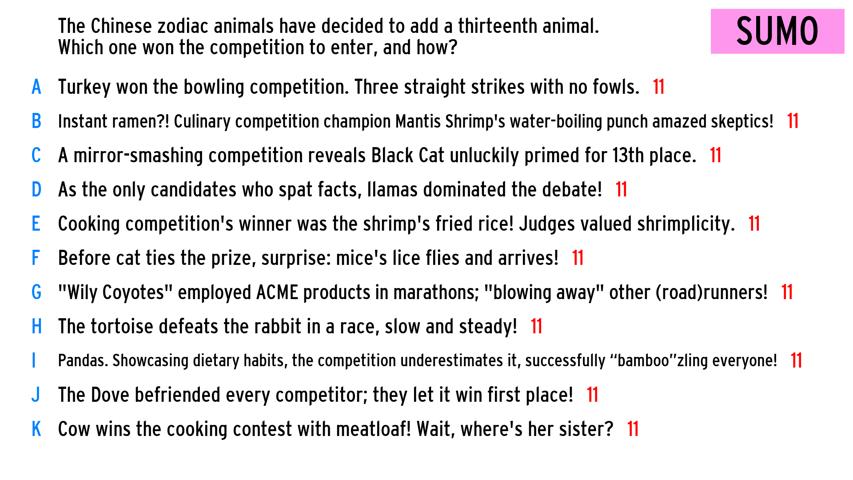 The Chinese zodiac animals have decided to add a thirteenth animal.
Which one won the competition to enter, and how?
SUMO
A Turkey won the bowling competition. Three straight strikes with no fowls. 11
B Instant ramen?! Culinary competition champion Mantis Shrimp's water-boiling punch amazed skeptics! 11
C A mirror-smashing competition reveals Black Cat unluckily primed for 13th place. 11
D As the only candidates who spat facts, llamas dominated the debate! 11
E Cooking competition's winner was the shrimp's fried rice! Judges valued shrimplicity. 11
F Before cat ties the prize, surprise: mice's lice flies and arrives! 11
G "Wily Coyotes" employed ACME products in marathons; "blowing away" other (road)runners! 11
H The tortoise defeats the rabbit in a race, slow and steady! 11
I Pandas. Showcasing dietary habits, the competition underestimates it, successfully “bamboo”zling everyone! 11
J The Dove befriended every competitor; they let it win first place! 11
K Cow wins the cooking contest with meatloaf! Wait, where's her sister? 11